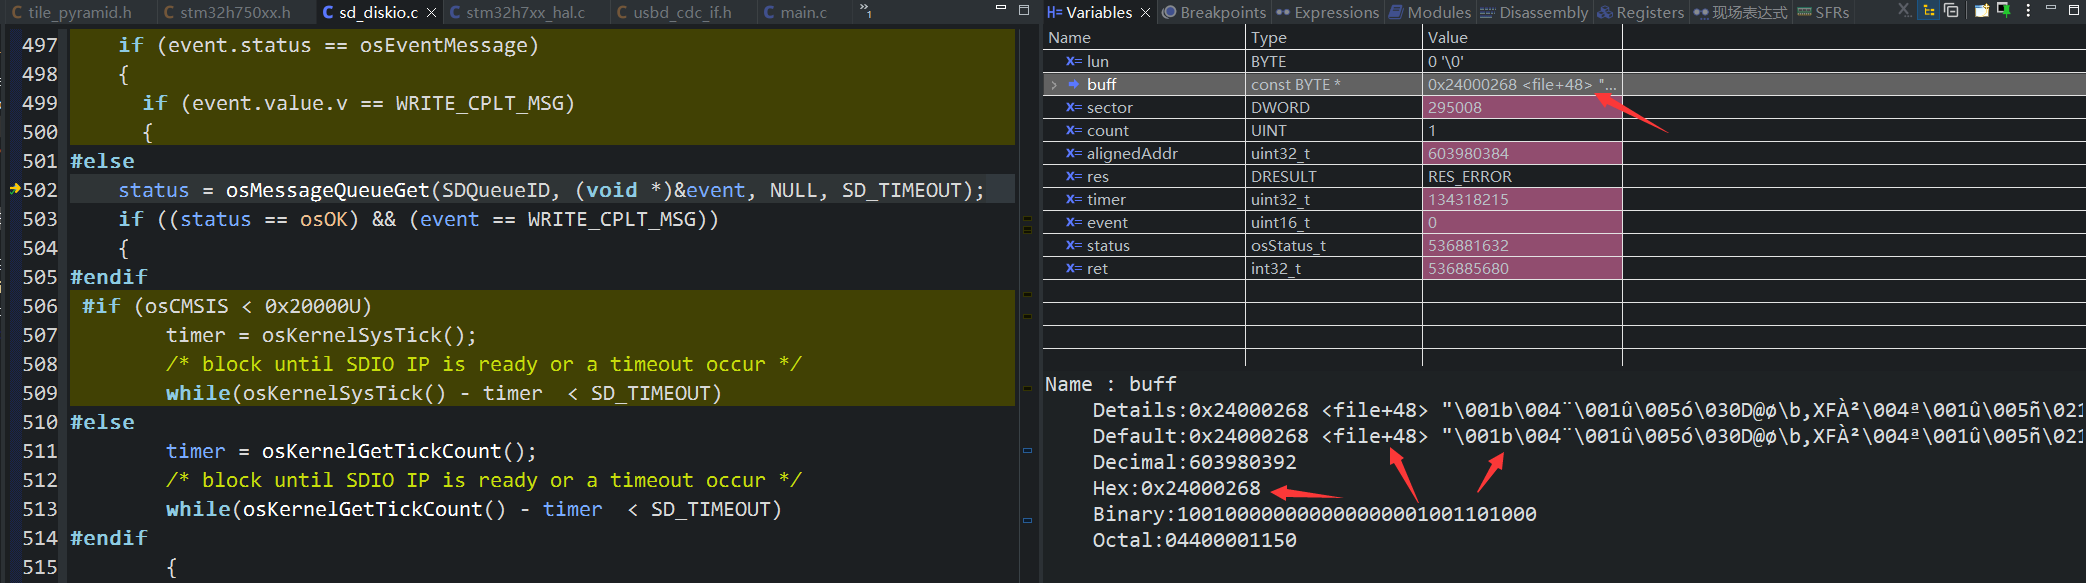 tile_pyramid.h stm32h750xx.h sd_diskio.c stm32h7xx_hal.c usbd_cdc_if.h main.c »1
497 if (event.status == osEventMessage)
498 {
499 if (event.value.v == WRITE_CPLT_MSG)
500 {
501 #else
502 status = osMessageQueueGet(SDQueueID, (void *)&event, NULL, SD_TIMEOUT);
503 if ((status == osOK) && (event == WRITE_CPLT_MSG))
504 {
505 #endif
506 #if (osCMSIS < 0x20000U)
507 timer = osKernelSysTick();
508 /* block until SDIO IP is ready or a timeout occur */
509 while(osKernelSysTick() - timer < SD_TIMEOUT)
510 #else
511 timer = osKernelGetTickCount();
512 /* block until SDIO IP is ready or a timeout occur */
513 while(osKernelGetTickCount() - timer < SD_TIMEOUT)
514 #endif
515 {
Variables Breakpoints Expressions Modules Disassembly Registers 现场表达式 SFRs
Name Type Value
lun BYTE 0 '\0'
buff const BYTE * 0x24000268 <file+48> "...
sector DWORD 295008
count UINT 1
alignedAddr uint32_t 603980384
res DRESULT RES_ERROR
timer uint32_t 134318215
event uint16_t 0
status osStatus_t 536881632
ret int32_t 536885680
Name : buff
Details:0x24000268 <file+48> "\001b\004¨\001û\005ó\030D@ø\b,XFÀ²\004ª\001û\005ñ\021
Default:0x24000268 <file+48> "\001b\004¨\001û\005ó\030D@ø\b,XFÀ²\004ª\001û\005ñ\021
Decimal:603980392
Hex:0x24000268
Binary:100100000000000000001001101000
Octal:04400001150